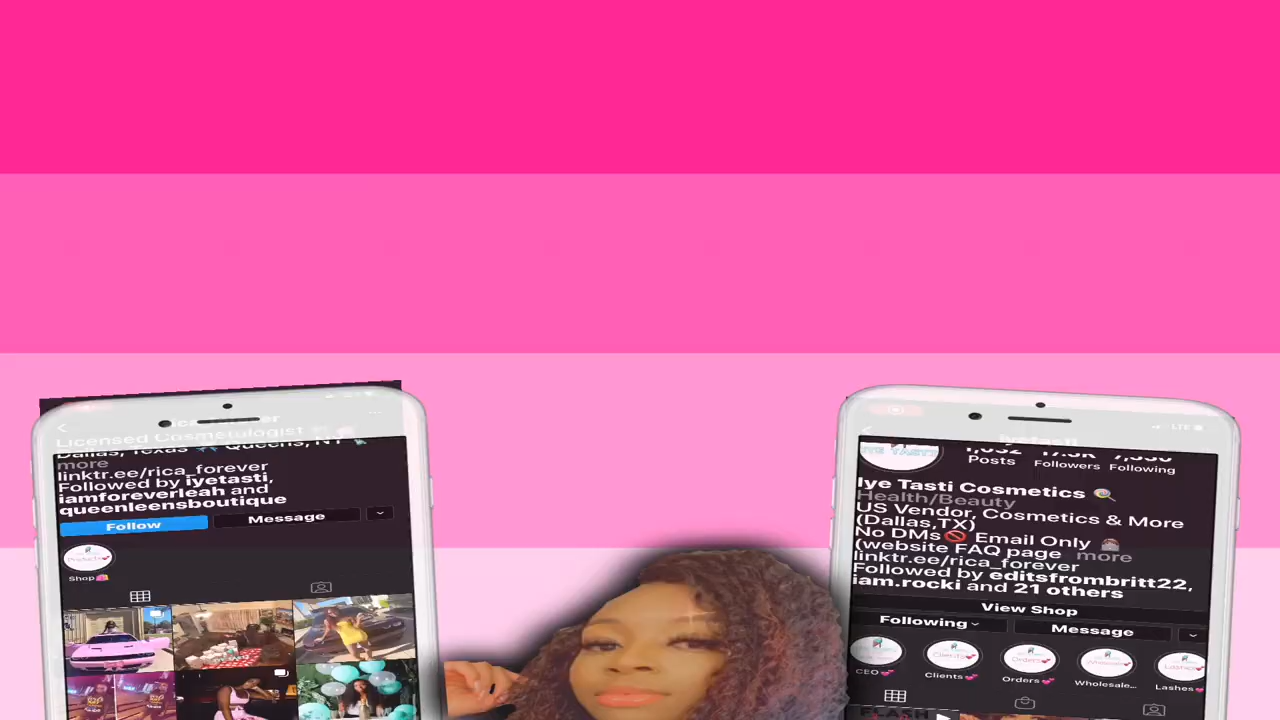 Licensed Cosmetologist
Dallas, Texas ✈️ Queens, NY
more
linktr.ee/rica_forever
Followed by iyetasti,
iamforeverleah and
queenleensboutique
Follow
Message
Shop🛍️
LTE
iyetasti
Posts
Followers
Following
Iye Tasti Cosmetics 🍭
Health/Beauty
US Vendor, Cosmetics & More
(Dallas,TX)
No DMs🚫 Email Only
(website FAQ page
more
linktr.ee/rica_forever
Followed by editsfrombritt22,
iam.rocki and 21 others
View Shop
Following
Message
CEO💕
Clients💕
Orders💕
Wholesale...
Lashes